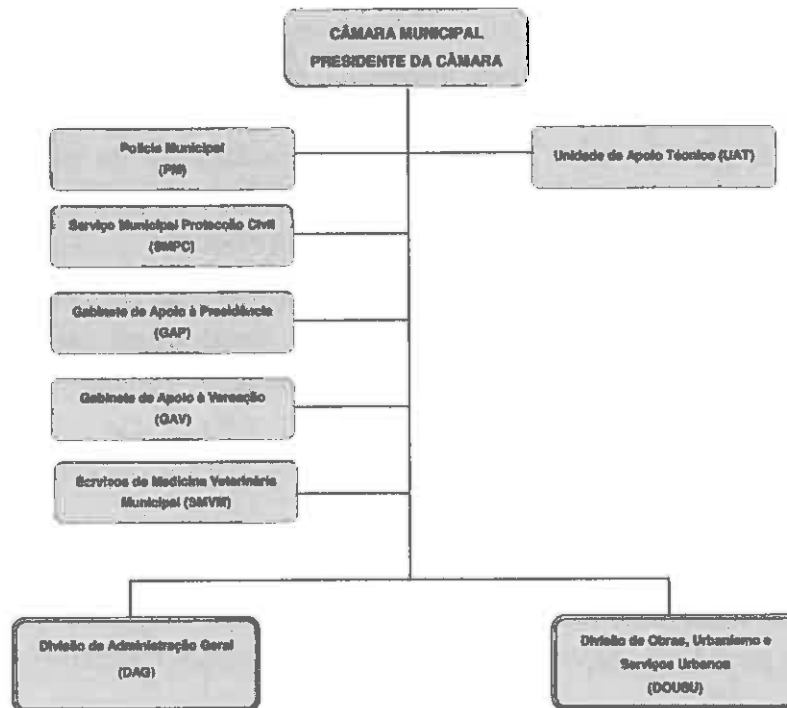 CÂMARA MUNICIPAL
PRESIDENTE DA CÂMARA
Polícia Municipal
(PM)
Unidade de Apoio Técnico (UAT)
Serviço Municipal Protecção Civil
(SMPC)
Gabinete de Apoio à Presidência
(GAP)
Gabinete de Apoio à Vereação
(GAV)
Serviços de Medicina Veterinária
Municipal (SMVM)
Divisão de Administração Geral
(DAG)
Divisão de Obras, Urbanismo e
Serviços Urbanos
(DOUSU)